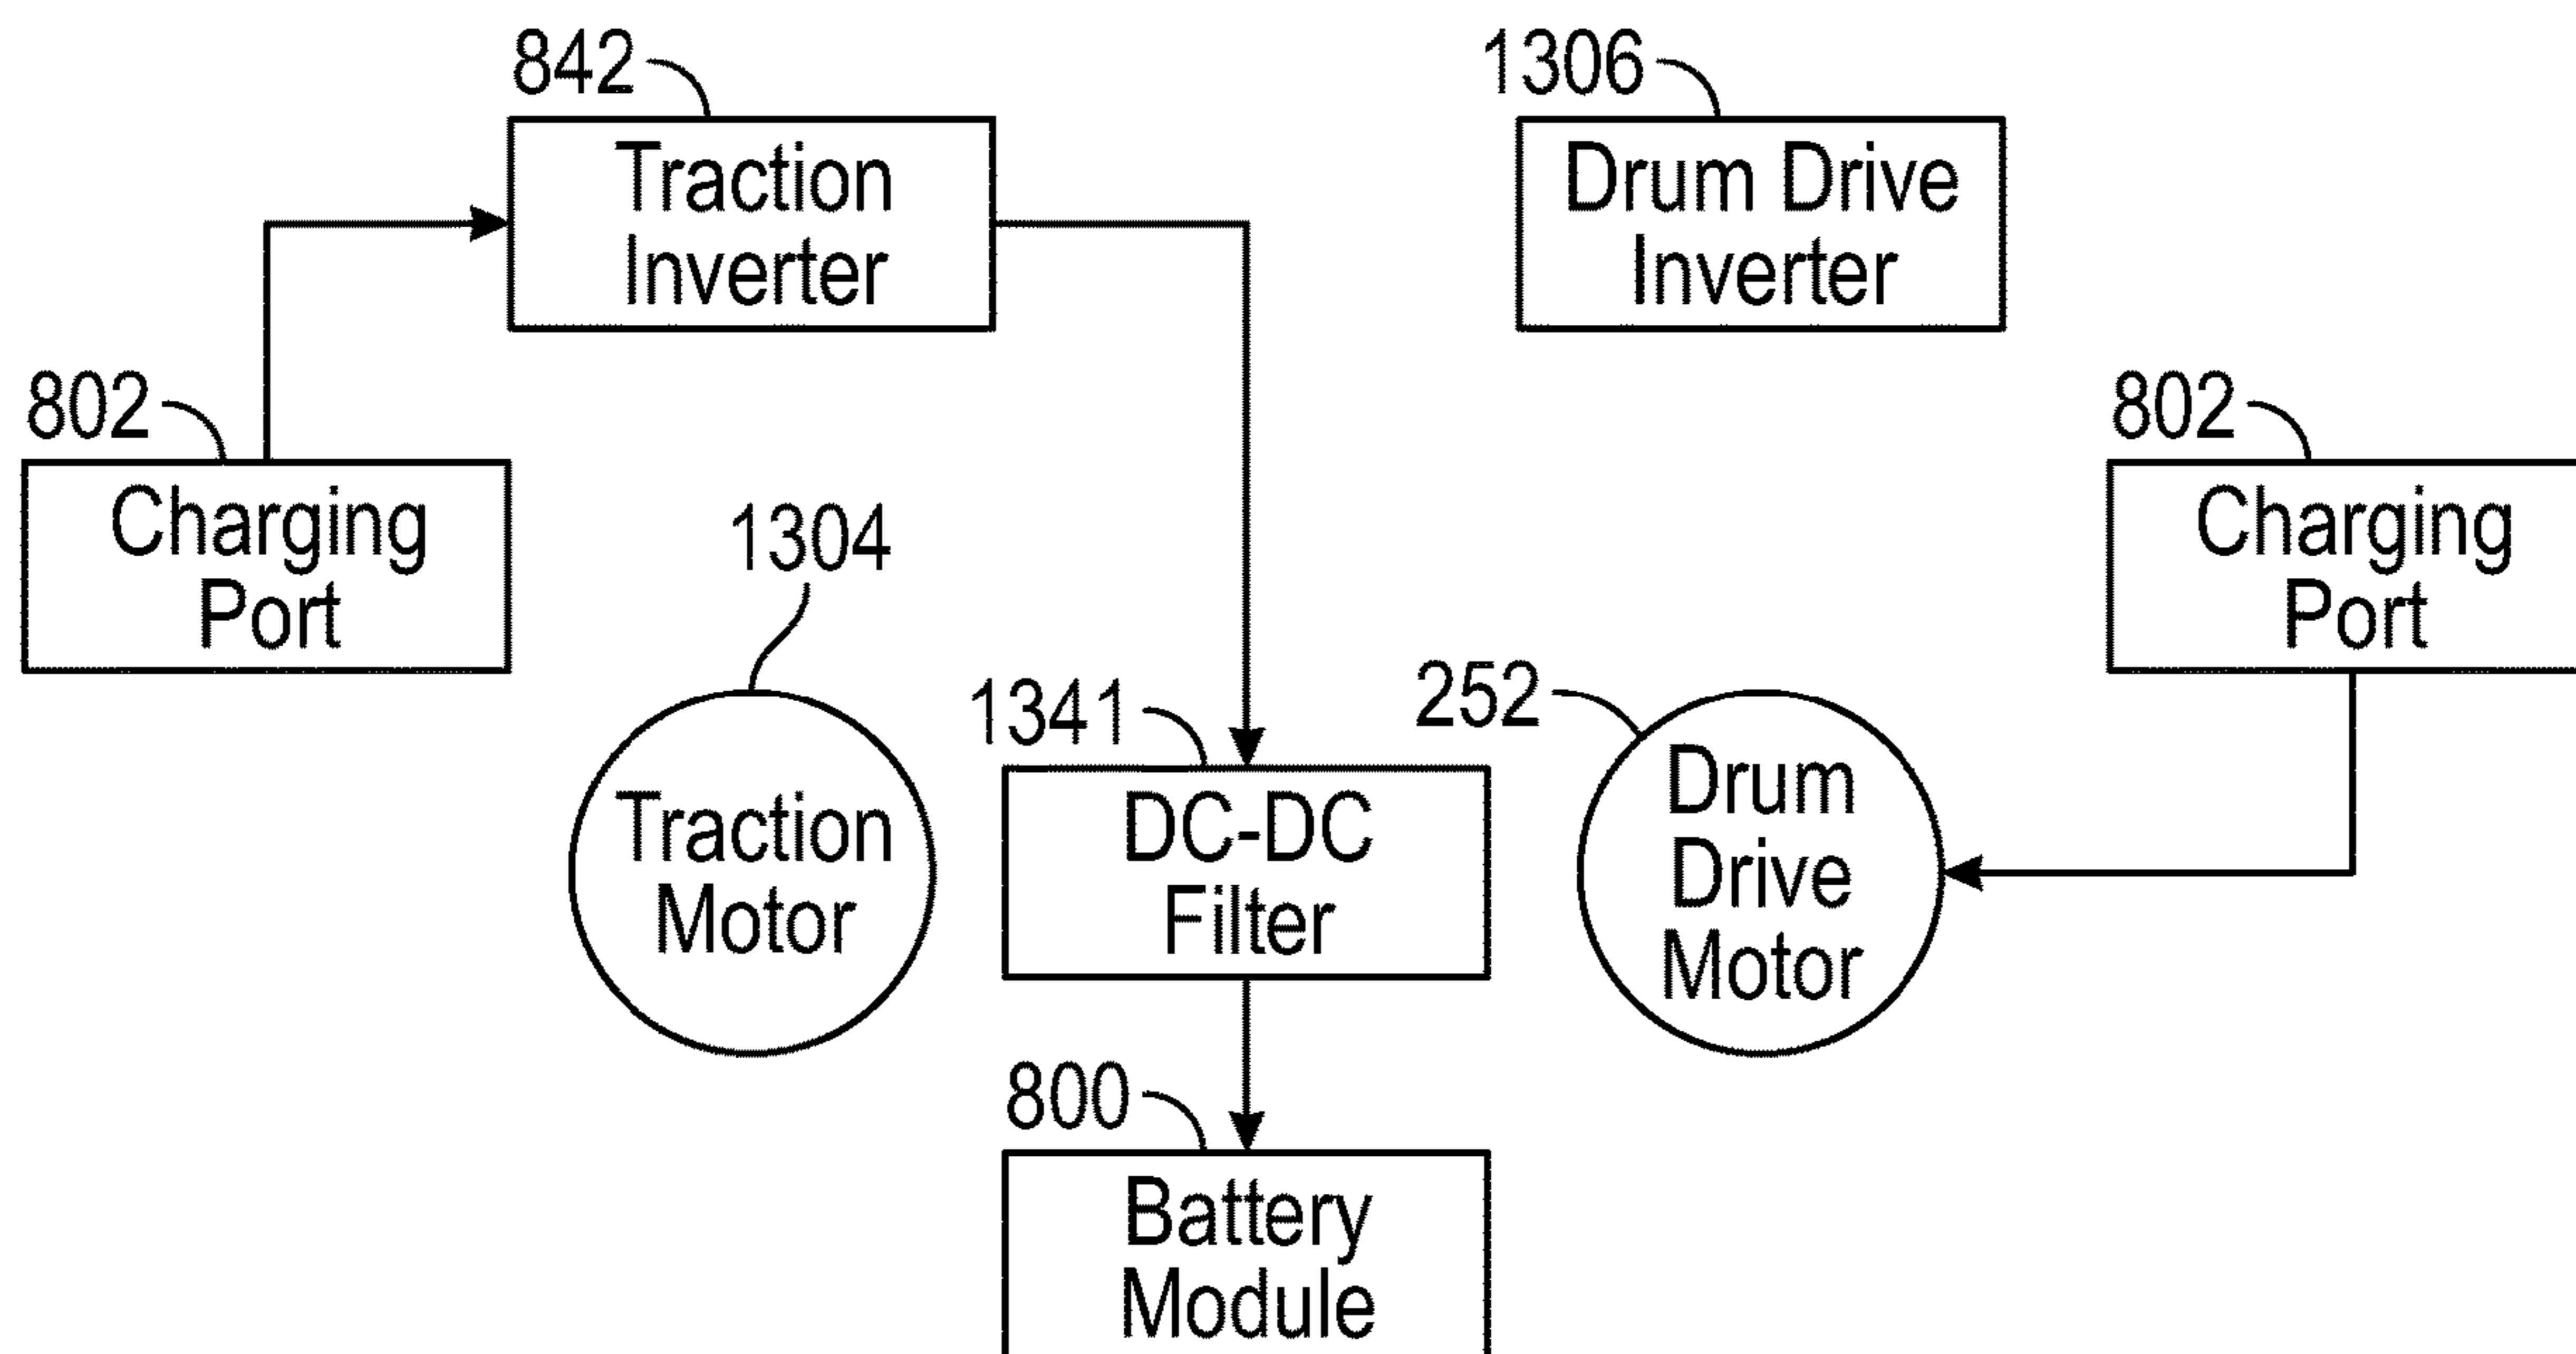 842
1306
Traction
Inverter
Drum Drive
Inverter
802
802
Charging
Port
1304
Charging
Port
1341
252
Traction
Motor
DC-DC
Filter
Drum
Drive
Motor
800
Battery
Module